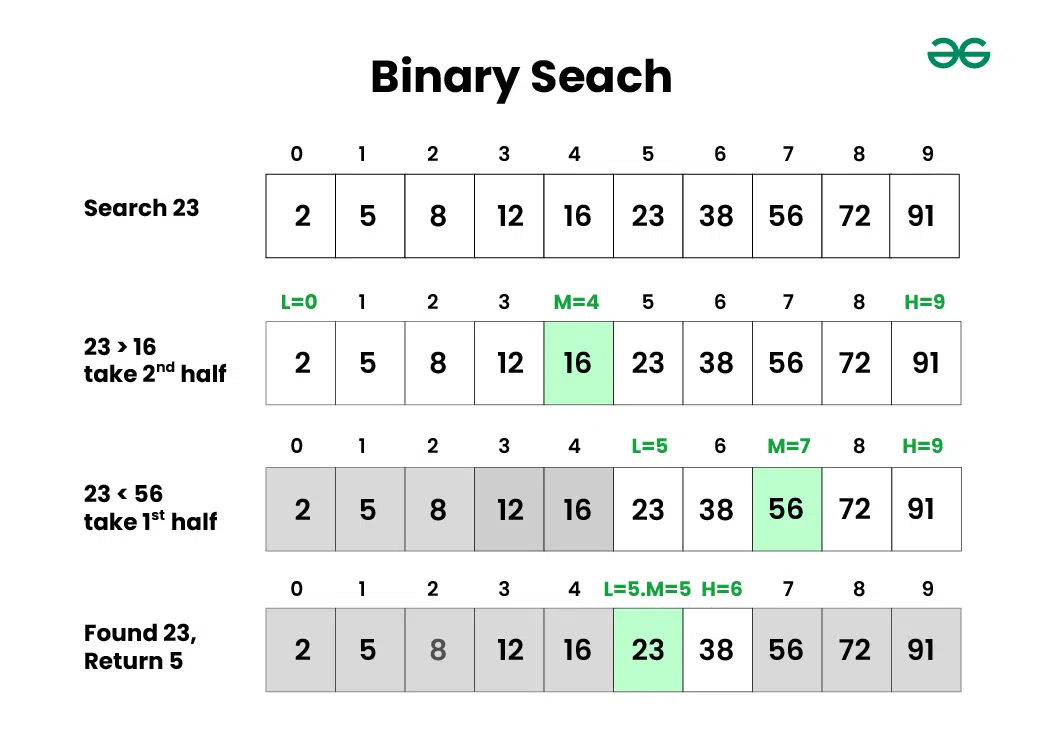 Binary Seach
0 1 2 3 4 5 6 7 8 9
Search 23
2 5 8 12 16 23 38 56 72 91
L=0 1 2 3 M=4 5 6 7 8 H=9
23 > 16
take 2nd half
2 5 8 12 16 23 38 56 72 91
0 1 2 3 4 L=5 6 M=7 8 H=9
23 < 56
take 1st half
2 5 8 12 16 23 38 56 72 91
0 1 2 3 4 L=5.M=5 H=6 7 8 9
Found 23,
Return 5
2 5 8 12 16 23 38 56 72 91